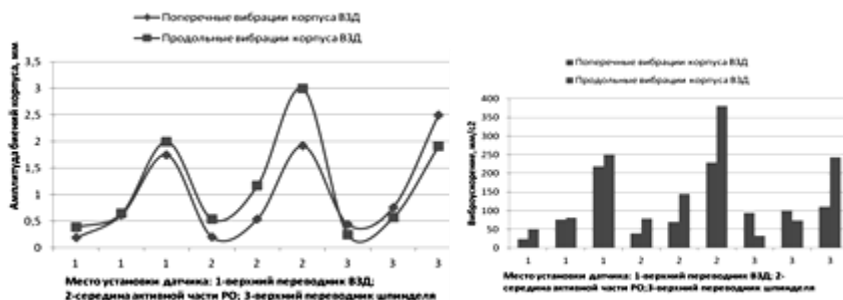 Поперечные вибрации корпуса ВЗД
Продольные вибрации корпуса ВЗД
Амплитуда биений корпуса, мм
3,5
3
2,5
2
1,5
1
0,5
0
1 1 1 2 2 2 3 3 3
Место установки датчика: 1-верхний переводник ВЗД;
2-середина активной части РО; 3-верхний переводник шпинделя
Поперечные вибрации корпуса ВЗД
Продольные вибрации корпуса ВЗД
Виброускорение, мм/с2
400
350
300
250
200
150
100
50
0
1 1 1 2 2 2 3 3 3
Место установки датчика: 1-верхний переводник ВЗД; 2-
середина активной части РО;3-верхний переводник шпинделя